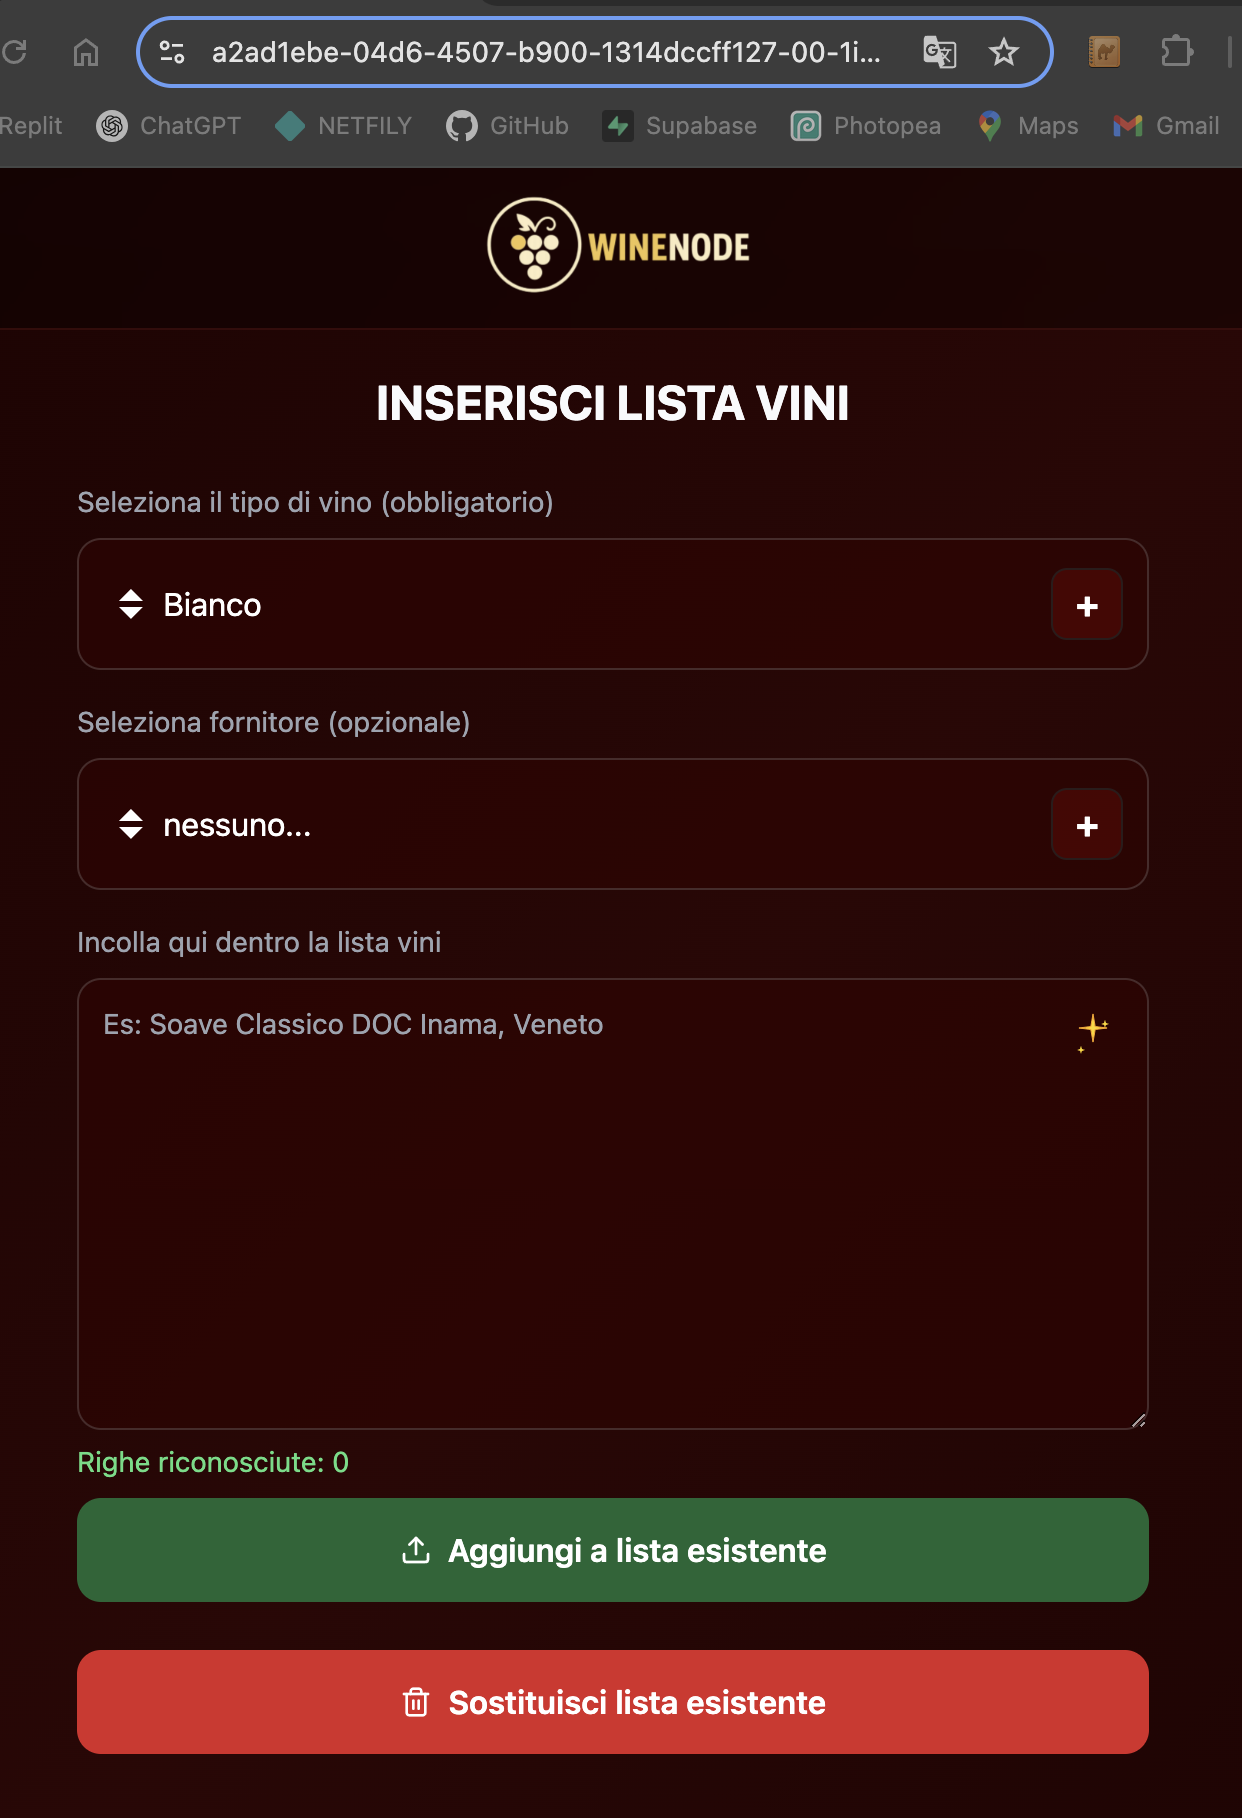 a2ad1ebe-04d6-4507-b900-1314dccff127-00-1i...
Replit ChatGPT NETFILY GitHub Supabase Photopea Maps Gmail
WINENODE
INSERISCI LISTA VINI
Seleziona il tipo di vino (obbligatorio)
Bianco
+
Seleziona fornitore (opzionale)
nessuno...
+
Incolla qui dentro la lista vini
Es: Soave Classico DOC Inama, Veneto
Righe riconosciute: 0
Aggiungi a lista esistente
Sostituisci lista esistente